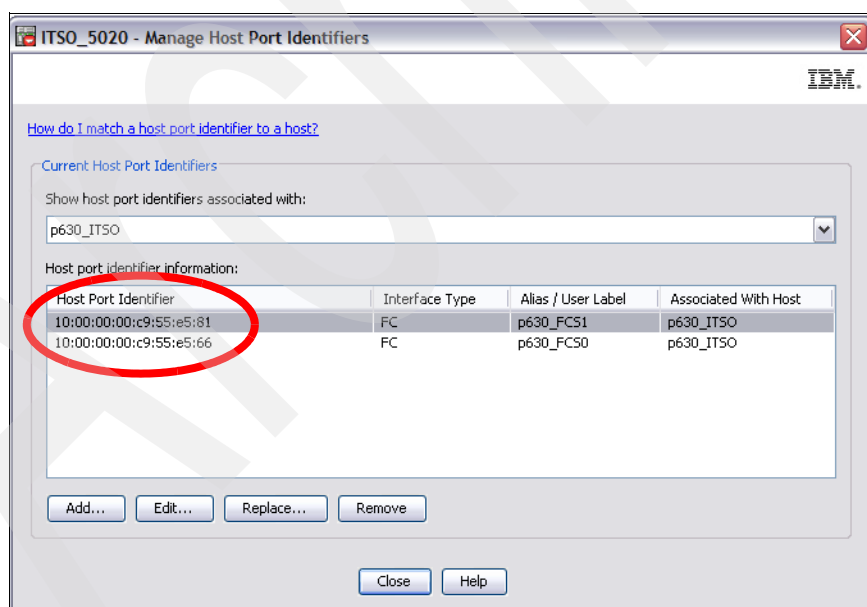 ITSO_5020 - Manage Host Port Identifiers
IBM.
How do I match a host port identifier to a host?
Current Host Port Identifiers
Show host port identifiers associated with:
p630_ITSO
Host port identifier information:
Host Port Identifier Interface Type Alias / User Label Associated With Host
10:00:00:00:c9:55:e5:81 FC p630_FCS1 p630_ITSO
10:00:00:00:c9:55:e5:66 FC p630_FCS0 p630_ITSO
Add... Edit... Replace... Remove
Close Help